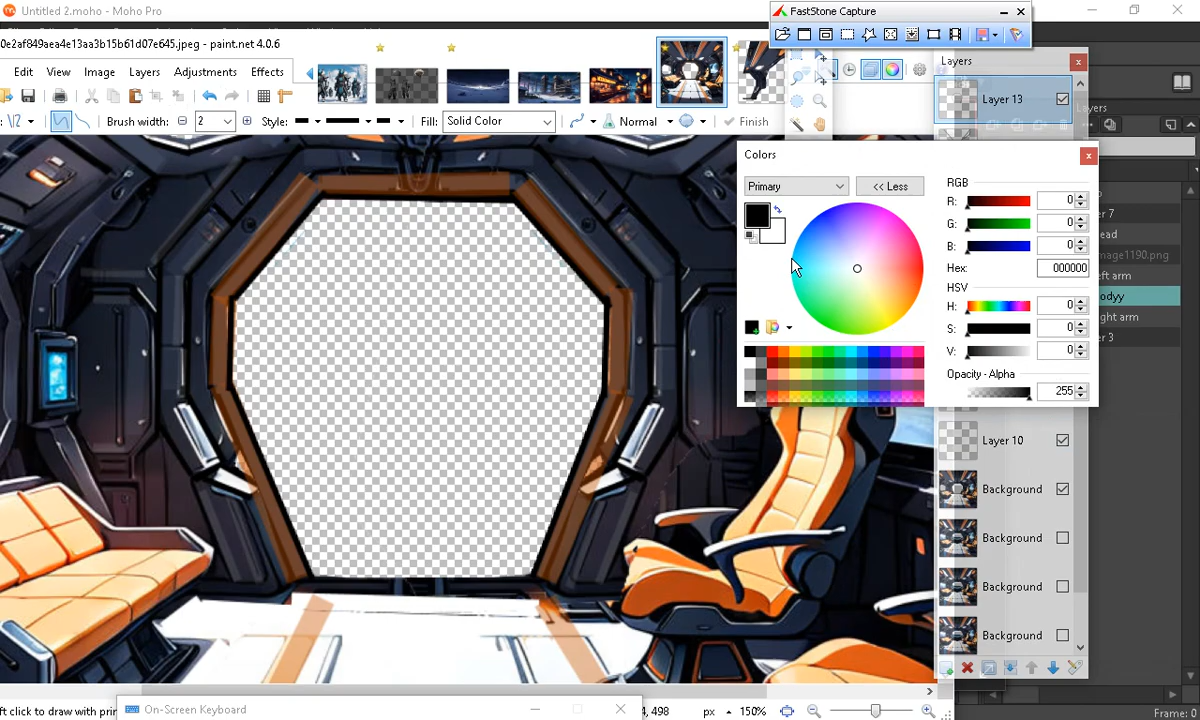 Untitled 2.moho - Moho Pro
FastStone Capture
0e2af849aea4e13aa3b15b61d07e645.jpeg - paint.net 4.0.6
Edit View Image Layers Adjustments Effects
Layers
Layer 13
Brush width: 2 Style: Fill: Solid Color Normal Finish
Layers
Colors
Primary << Less
RGB
R: 0
G: 0
B: 0
Hex: 000000
HSV
H: 0
S: 0
V: 0
Opacity - Alpha
255
er 7
ead
mage1190.png
eft arm
odyy
ght arm
r 3
Layer 10
Background
Background
Background
Background
ft click to draw with prin
On-Screen Keyboard
4, 498 px 150%
Frame: 0